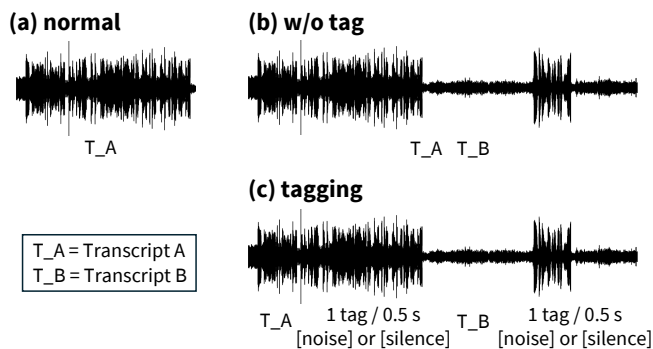 (a) normal
(b) w/o tag
T_A
T_A T_B
(c) tagging
T_A = Transcript A
T_B = Transcript B
T_A 1 tag / 0.5 s T_B 1 tag / 0.5 s
[noise] or [silence] [noise] or [silence]